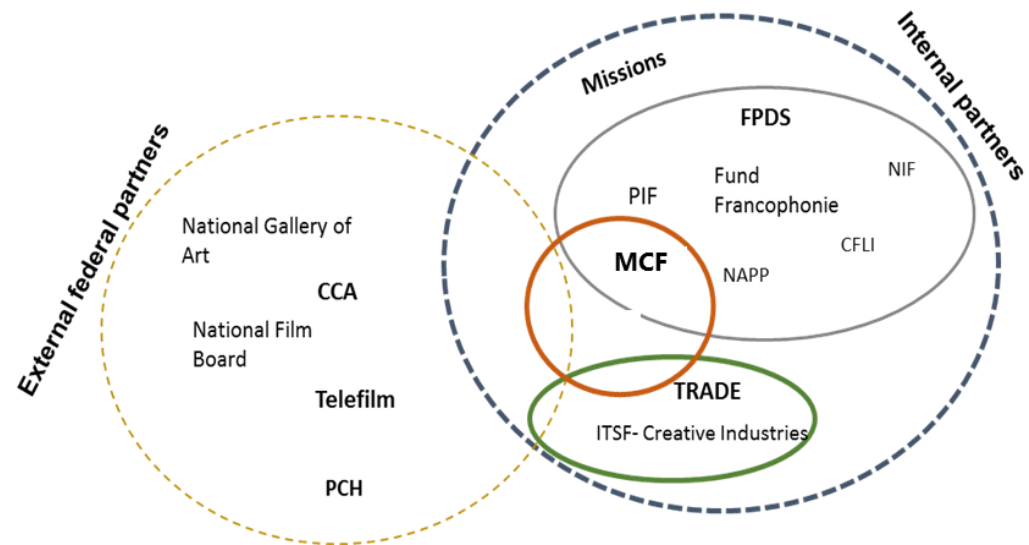 External federal partners
National Gallery of
Art
CCA
National Film
Board
Telefilm
PCH
Missions
Internal partners
FPDS
NIF
Fund
Francophonie
PIF
CFLI
MCF
NAPP
TRADE
ITSF- Creative Industries